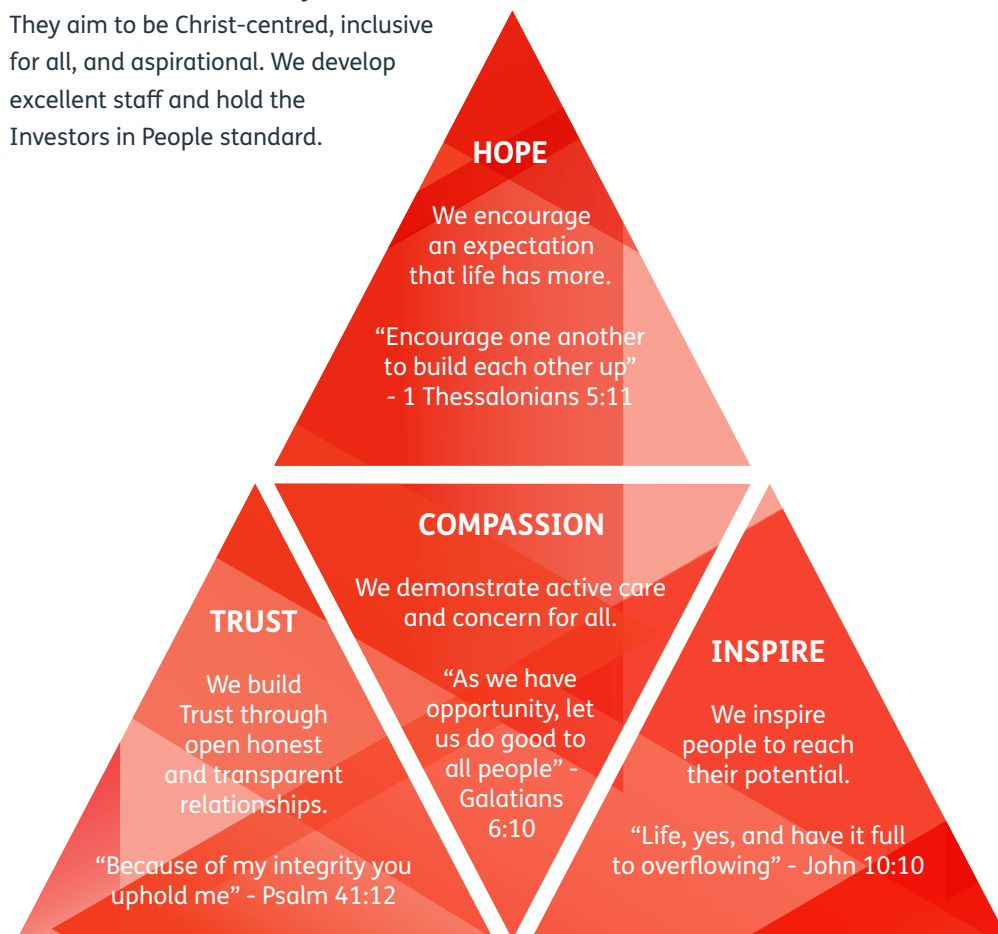 They aim to be Christ-centred, inclusive
for all, and aspirational. We develop
excellent staff and hold the
Investors in People standard.
HOPE
We encourage
an expectation
that life has more.
“Encourage one another
to build each other up”
- 1 Thessalonians 5:11
COMPASSION
We demonstrate active care
and concern for all.
“As we have
opportunity, let
us do good to
all people” -
Galatians
6:10
TRUST
We build
Trust through
open honest
and transparent
relationships.
“Because of my integrity you
uphold me” - Psalm 41:12
INSPIRE
We inspire
people to reach
their potential.
“Life, yes, and have it full
to overflowing” - John 10:10